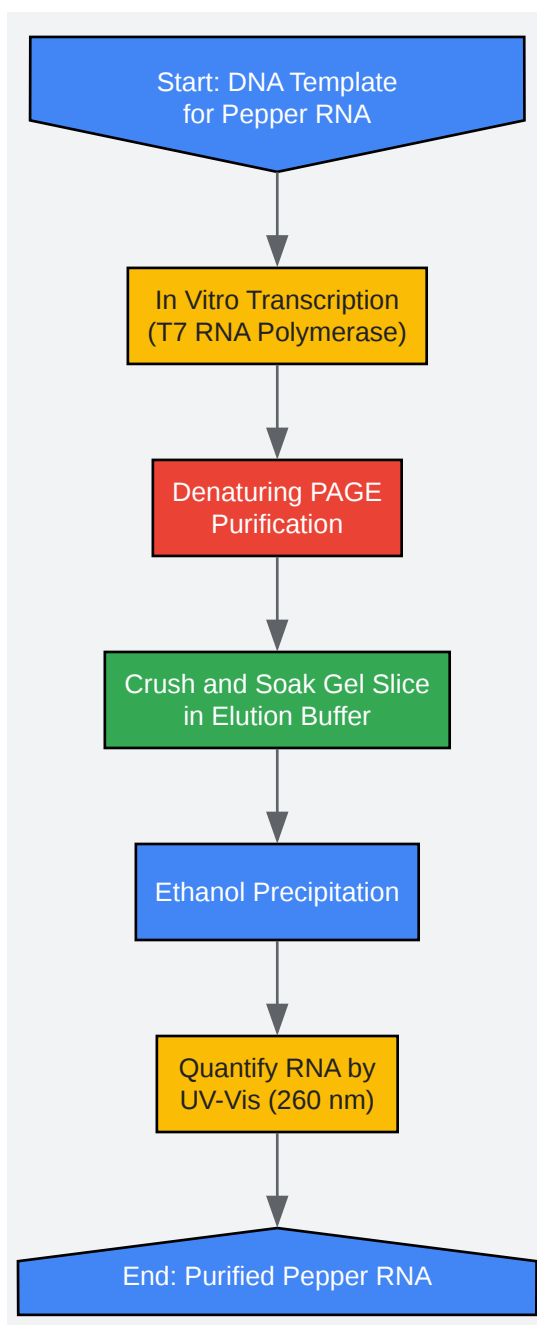 Start: DNA Template
for Pepper RNA
In Vitro Transcription
(T7 RNA Polymerase)
Denaturing PAGE
Purification
Crush and Soak Gel Slice
in Elution Buffer
Ethanol Precipitation
Quantify RNA by
UV-Vis (260 nm)
End: Purified Pepper RNA